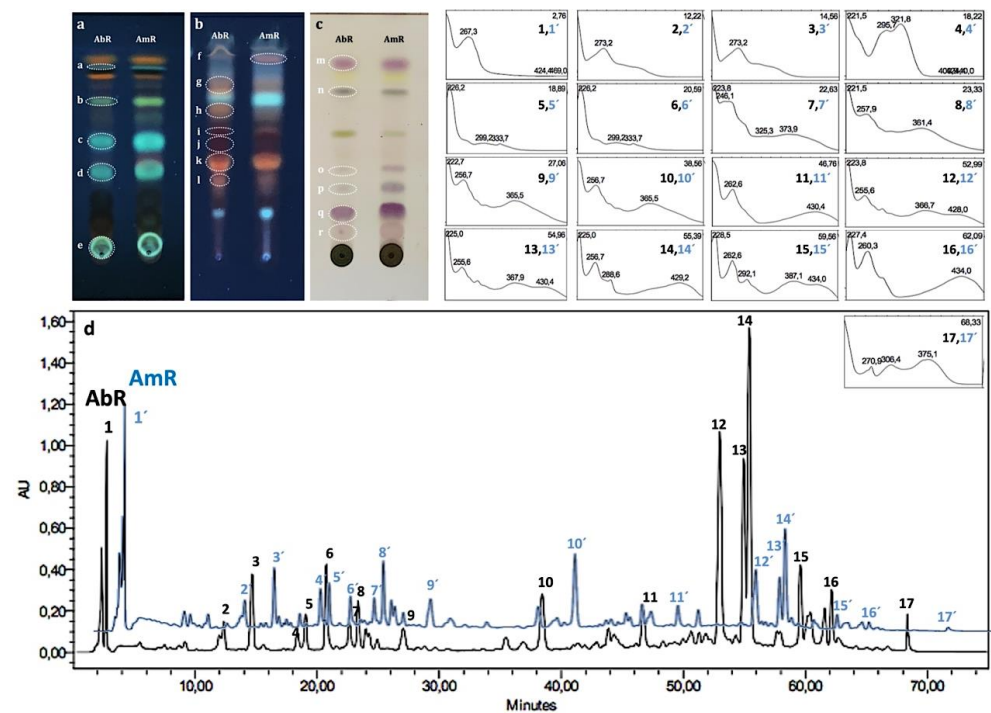 a
AbR AmR
a
b
c
d
e
b
AbR AmR
f
g
h
i
j
k
l
c
AbR AmR
m
n
o
p
q
r
2,76
1,1´
267,3
12,22
2,2´
273,2
14,56
3,3´
273,2
221,5 18,22
295,7 321,8
4,4´
226,2 18,89
5,5´
299,2333,7
226,2 20,59
6,6´
299,2333,7
223,8 22,63
246,1
7,7´
325,3 373,9
221,5 23,33
257,9
8,8´
361,4
222,7 27,06
256,7
9,9´
365,5
38,56
256,7
10,10´
365,5
46,76
262,6
11,11´
430,4
223,8 52,99
255,6
12,12´
366,7 428,0
225,0 54,96
255,6
13,13´
367,9 430,4
225,0 55,39
256,7
14,14´
288,6 429,2
228,5 59,56
262,6
15,15´
292,1 387,1 434,0
227,4 62,09
260,3
16,16´
434,0
d
68,33
17,17´
270,9 306,4 375,1
AmR
AbR
1 1´
2 2´ 3 3´ 4 4´ 5 5´ 6 6´ 7´ 8 8´ 9 9´ 10 10´ 11 11´ 12 12´ 13 13´ 14 14´ 15 15´ 16 16´ 17 17´
AU
1,60
1,40
1,20
1,00
0,80
0,60
0,40
0,20
0,00
10,00 20,00 30,00 40,00 50,00 60,00 70,00
Minutes